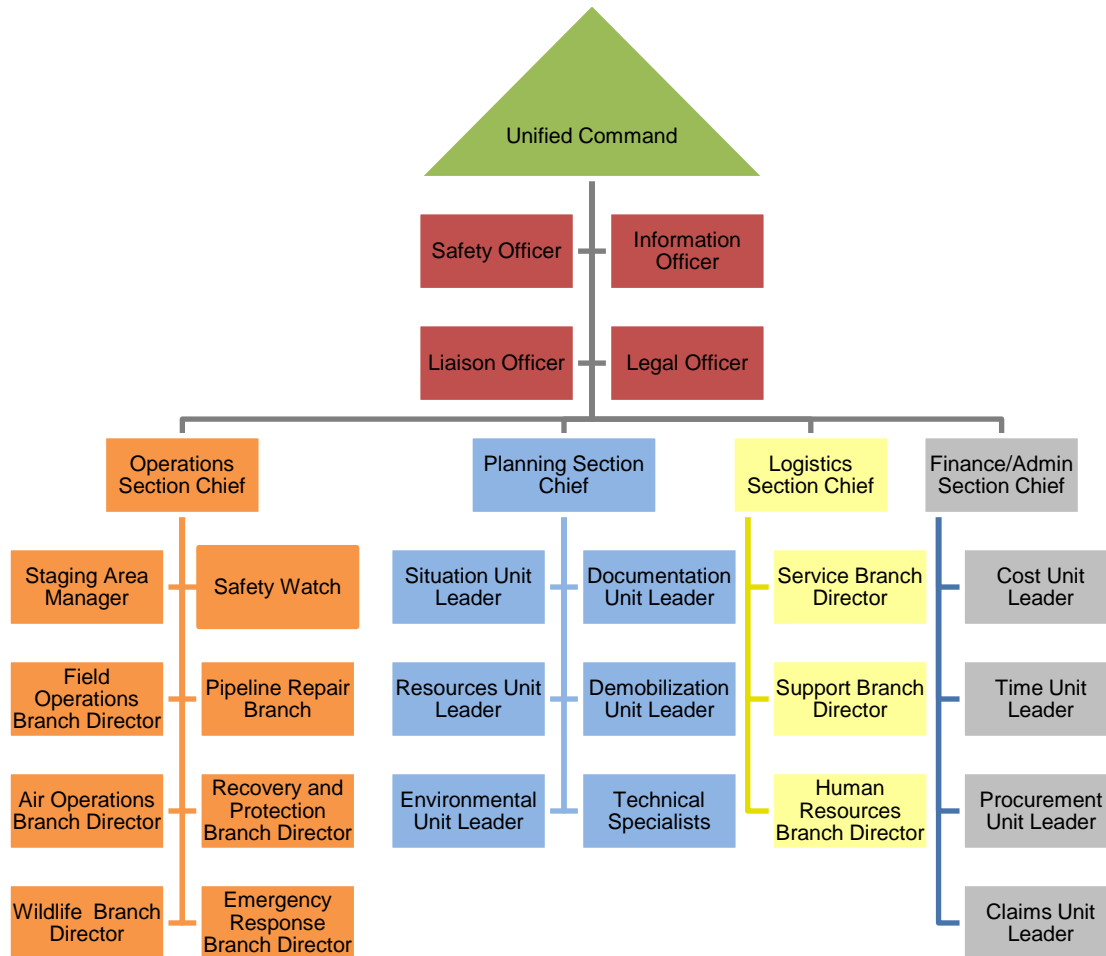 Unified Command
Safety Officer
Information
Officer
Liaison Officer
Legal Officer
Operations
Section Chief
Planning Section
Chief
Logistics
Section Chief
Finance/Admin
Section Chief
Staging Area
Manager
Safety Watch
Situation Unit
Leader
Documentation
Unit Leader
Service Branch
Director
Cost Unit
Leader
Field
Operations
Branch Director
Pipeline Repair
Branch
Resources Unit
Leader
Demobilization
Unit Leader
Support Branch
Director
Time Unit
Leader
Air Operations
Branch Director
Recovery and
Protection
Branch Director
Environmental
Unit Leader
Technical
Specialists
Human
Resources
Branch Director
Procurement
Unit Leader
Wildlife Branch
Director
Emergency
Response
Branch Director
Claims Unit
Leader